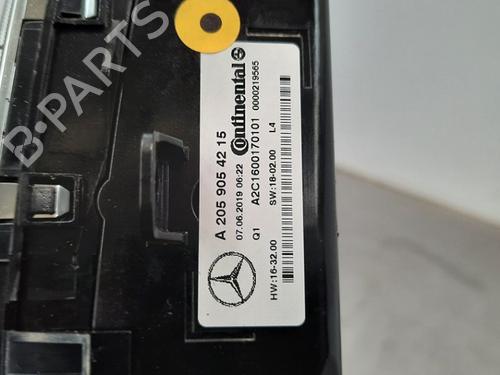 B-PARTS
Continental
A 205 905 42 15
07.06.2019 06:22
A2C1600170101
0000219565
Q1
SW:18-02.00
L4
HW:16-32.00